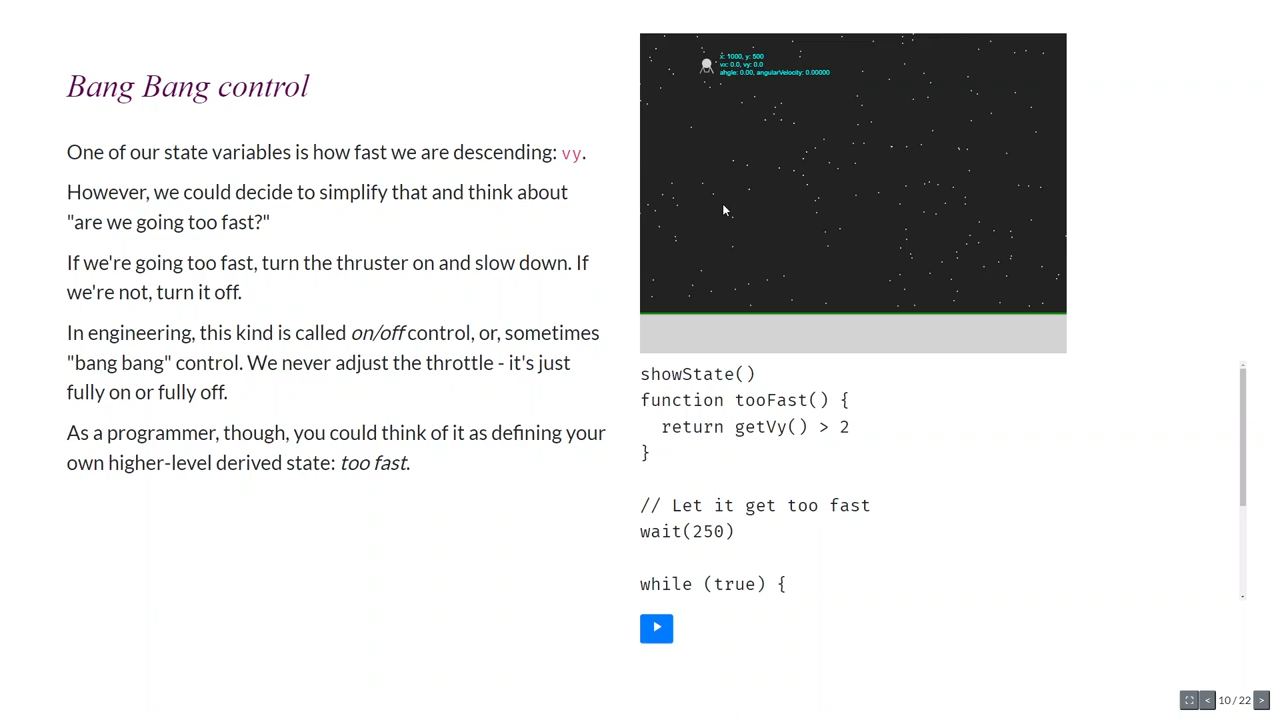 Bang Bang control
One of our state variables is how fast we are descending: vy.
However, we could decide to simplify that and think about
"are we going too fast?"
If we're going too fast, turn the thruster on and slow down. If
we're not, turn it off.
In engineering, this kind is called on/off control, or, sometimes
"bang bang" control. We never adjust the throttle - it's just
fully on or fully off.
As a programmer, though, you could think of it as defining your
own higher-level derived state: too fast.
x: 1000, y: 500
vx: 0.0, vy: 0.0
angle: 0.00, angularVelocity: 0.00000
showState()
function tooFast() {
  return getVy() > 2
}
// Let it get too fast
wait(250)
while (true) {
10 / 22